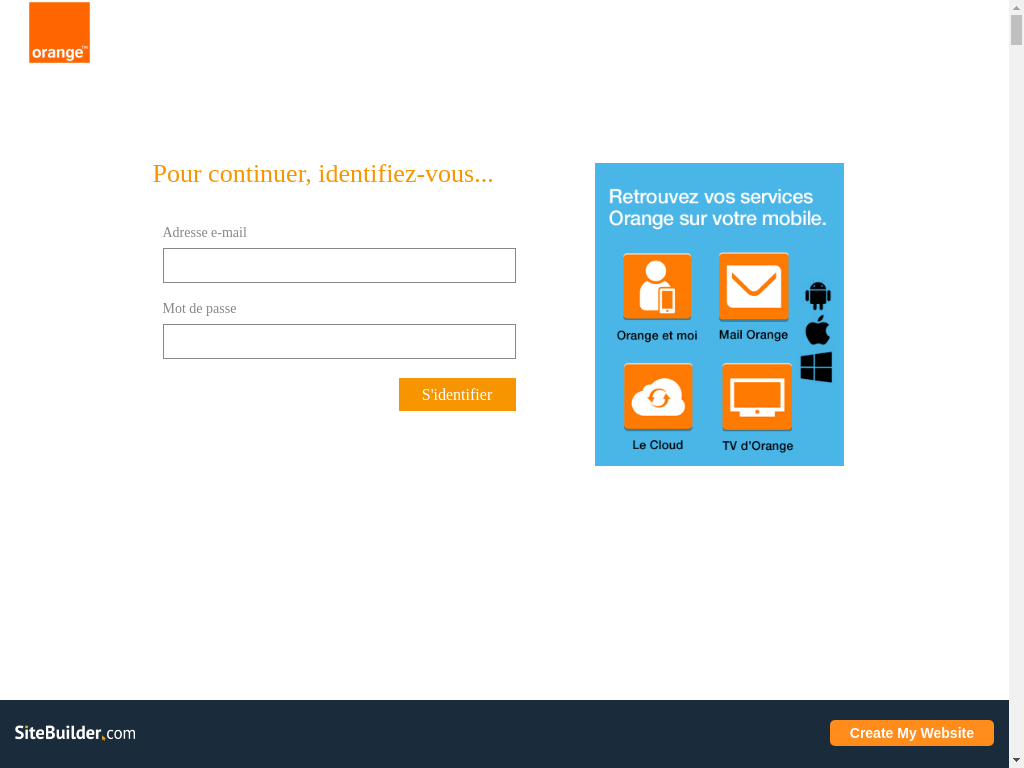 orange™
Pour continuer, identifiez-vous...
Adresse e-mail
Mot de passe
S'identifier
Retrouvez vos services
Orange sur votre mobile.
Orange et moi
Mail Orange
Le Cloud
TV d'Orange
SiteBuilder.com
Create My Website